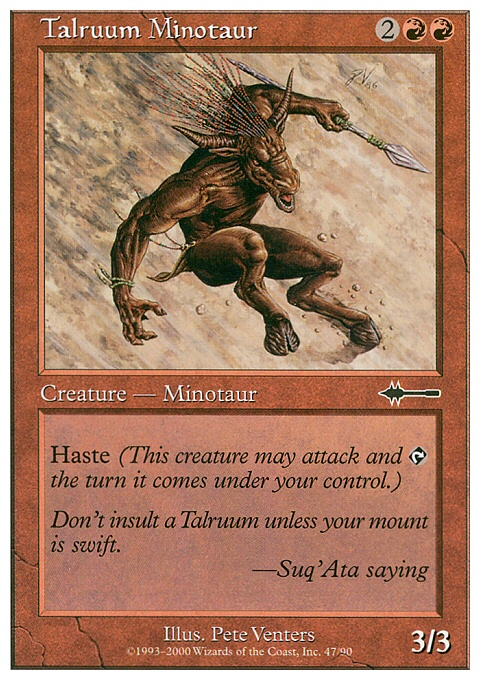 Talruum Minotaur 2
Creature — Minotaur
Haste (This creature may attack and
the turn it comes under your control.)
Don't insult a Talruum unless your mount
is swift.
—Suq'Ata saying
Illus. Pete Venters
©1993–2000 Wizards of the Coast, Inc. 47/90
3/3